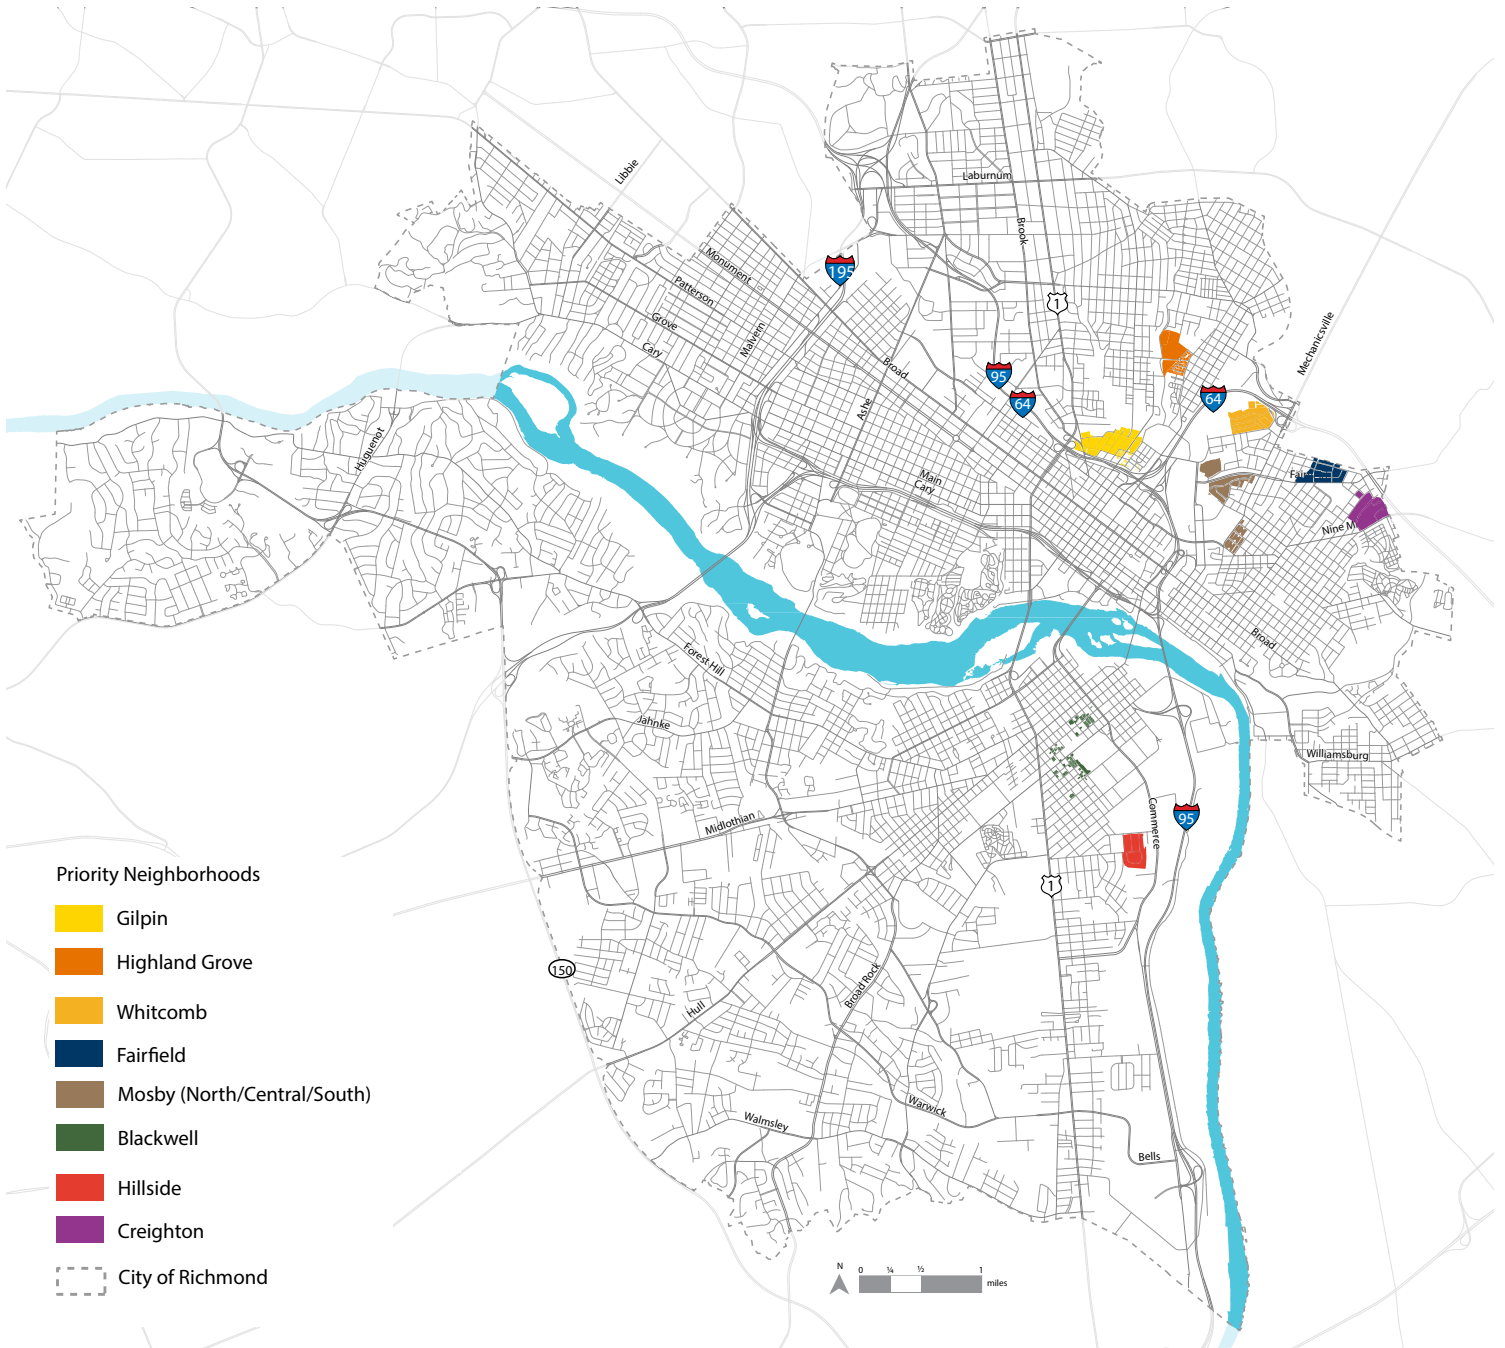 Libbie
Laburnum
Brook
195
Monument
Patterson
1
Grove
Malvern
Cary
Mechanicsville
Broad
95
64
64
Ashe
Huguenot
Main
Cary
Nine M
Broad
Forest Hill
Jahnke
Williamsburg
Midlothian
Commerce
95
1
Priority Neighborhoods
Gilpin
Highland Grove
Whitcomb
Fairfield
Mosby (North/Central/South)
Blackwell
Hillside
Creighton
City of Richmond
150
Broad Rock
Hull
Warwick
Walmsley
Bells
N
0 ¼ ½ 1
miles